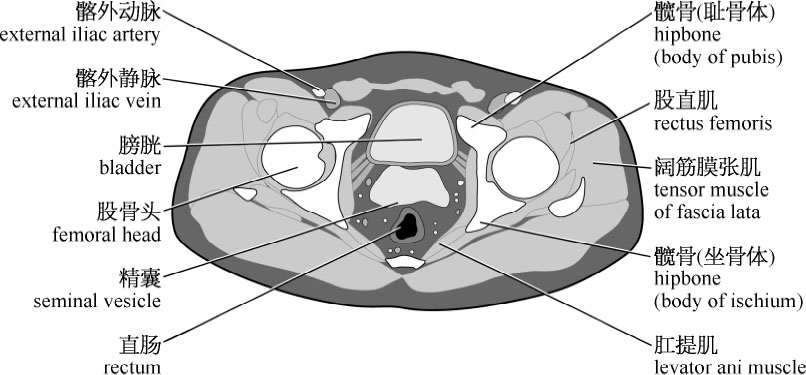 髂外动脉
external iliac artery
髂外静脉
external iliac vein
膀胱
bladder
股骨头
femoral head
精囊
seminal vesicle
直肠
rectum
髋骨(耻骨体)
hipbone
(body of pubis)
股直肌
rectus femoris
阔筋膜张肌
tensor muscle
of fascia lata
髋骨(坐骨体)
hipbone
(body of ischium)
肛提肌
levator ani muscle